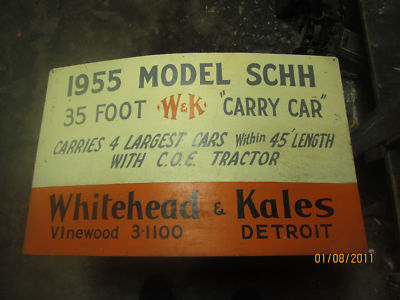 1955 MODEL SCHH
35 FOOT W&K "CARRY CAR"
CARRIES 4 LARGEST CARS Within 45' LENGTH
WITH C.O.E. TRACTOR
Whitehead & Kales
VInewood 3-1100 DETROIT
01/08/2011